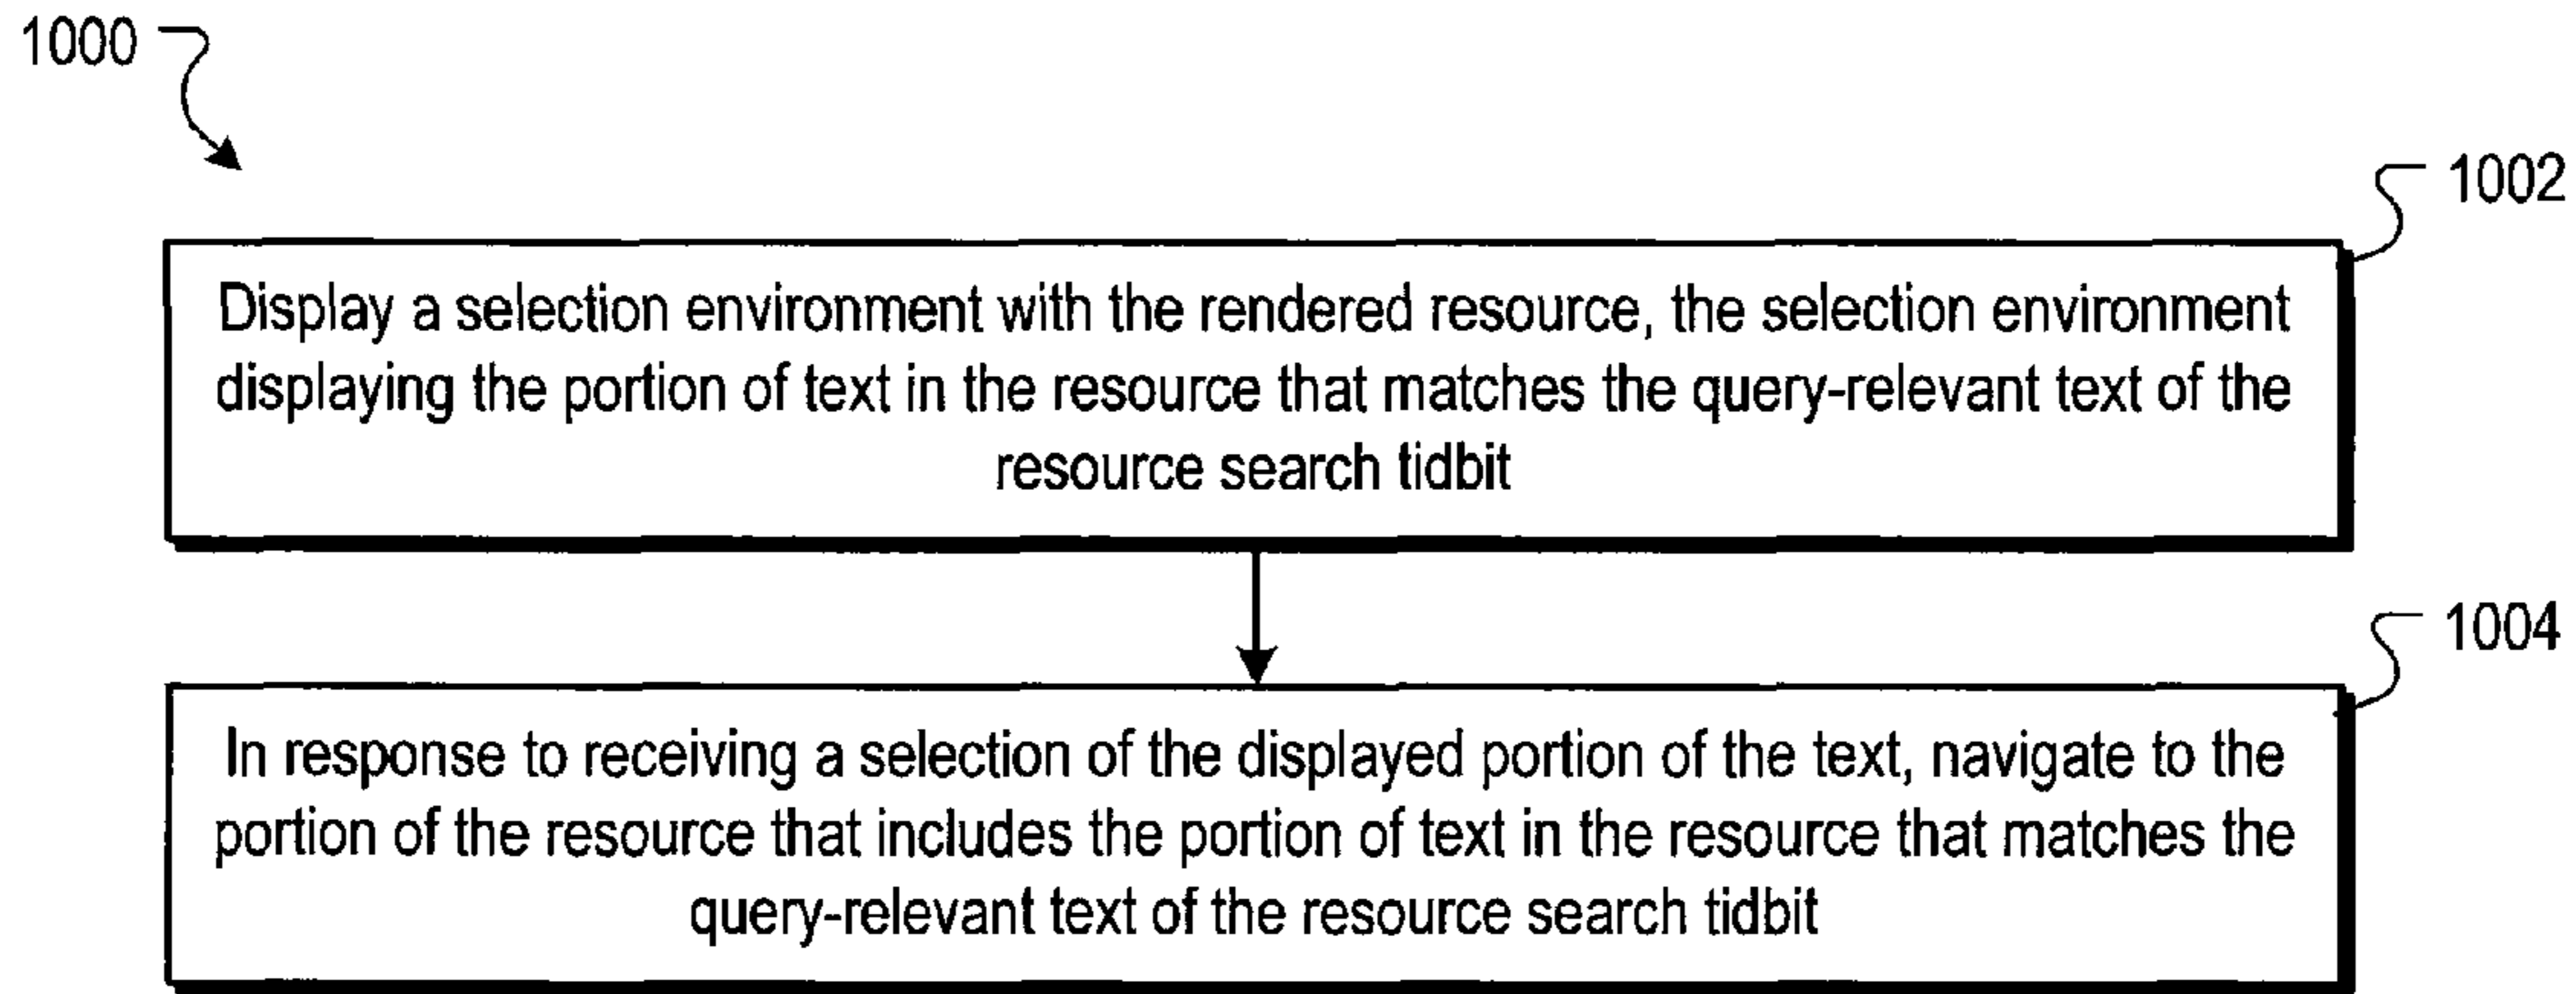 1000
1002
Display a selection environment with the rendered resource, the selection environment
displaying the portion of text in the resource that matches the query-relevant text of the
resource search tidbit
1004
In response to receiving a selection of the displayed portion of the text, navigate to the
portion of the resource that includes the portion of text in the resource that matches the
query-relevant text of the resource search tidbit